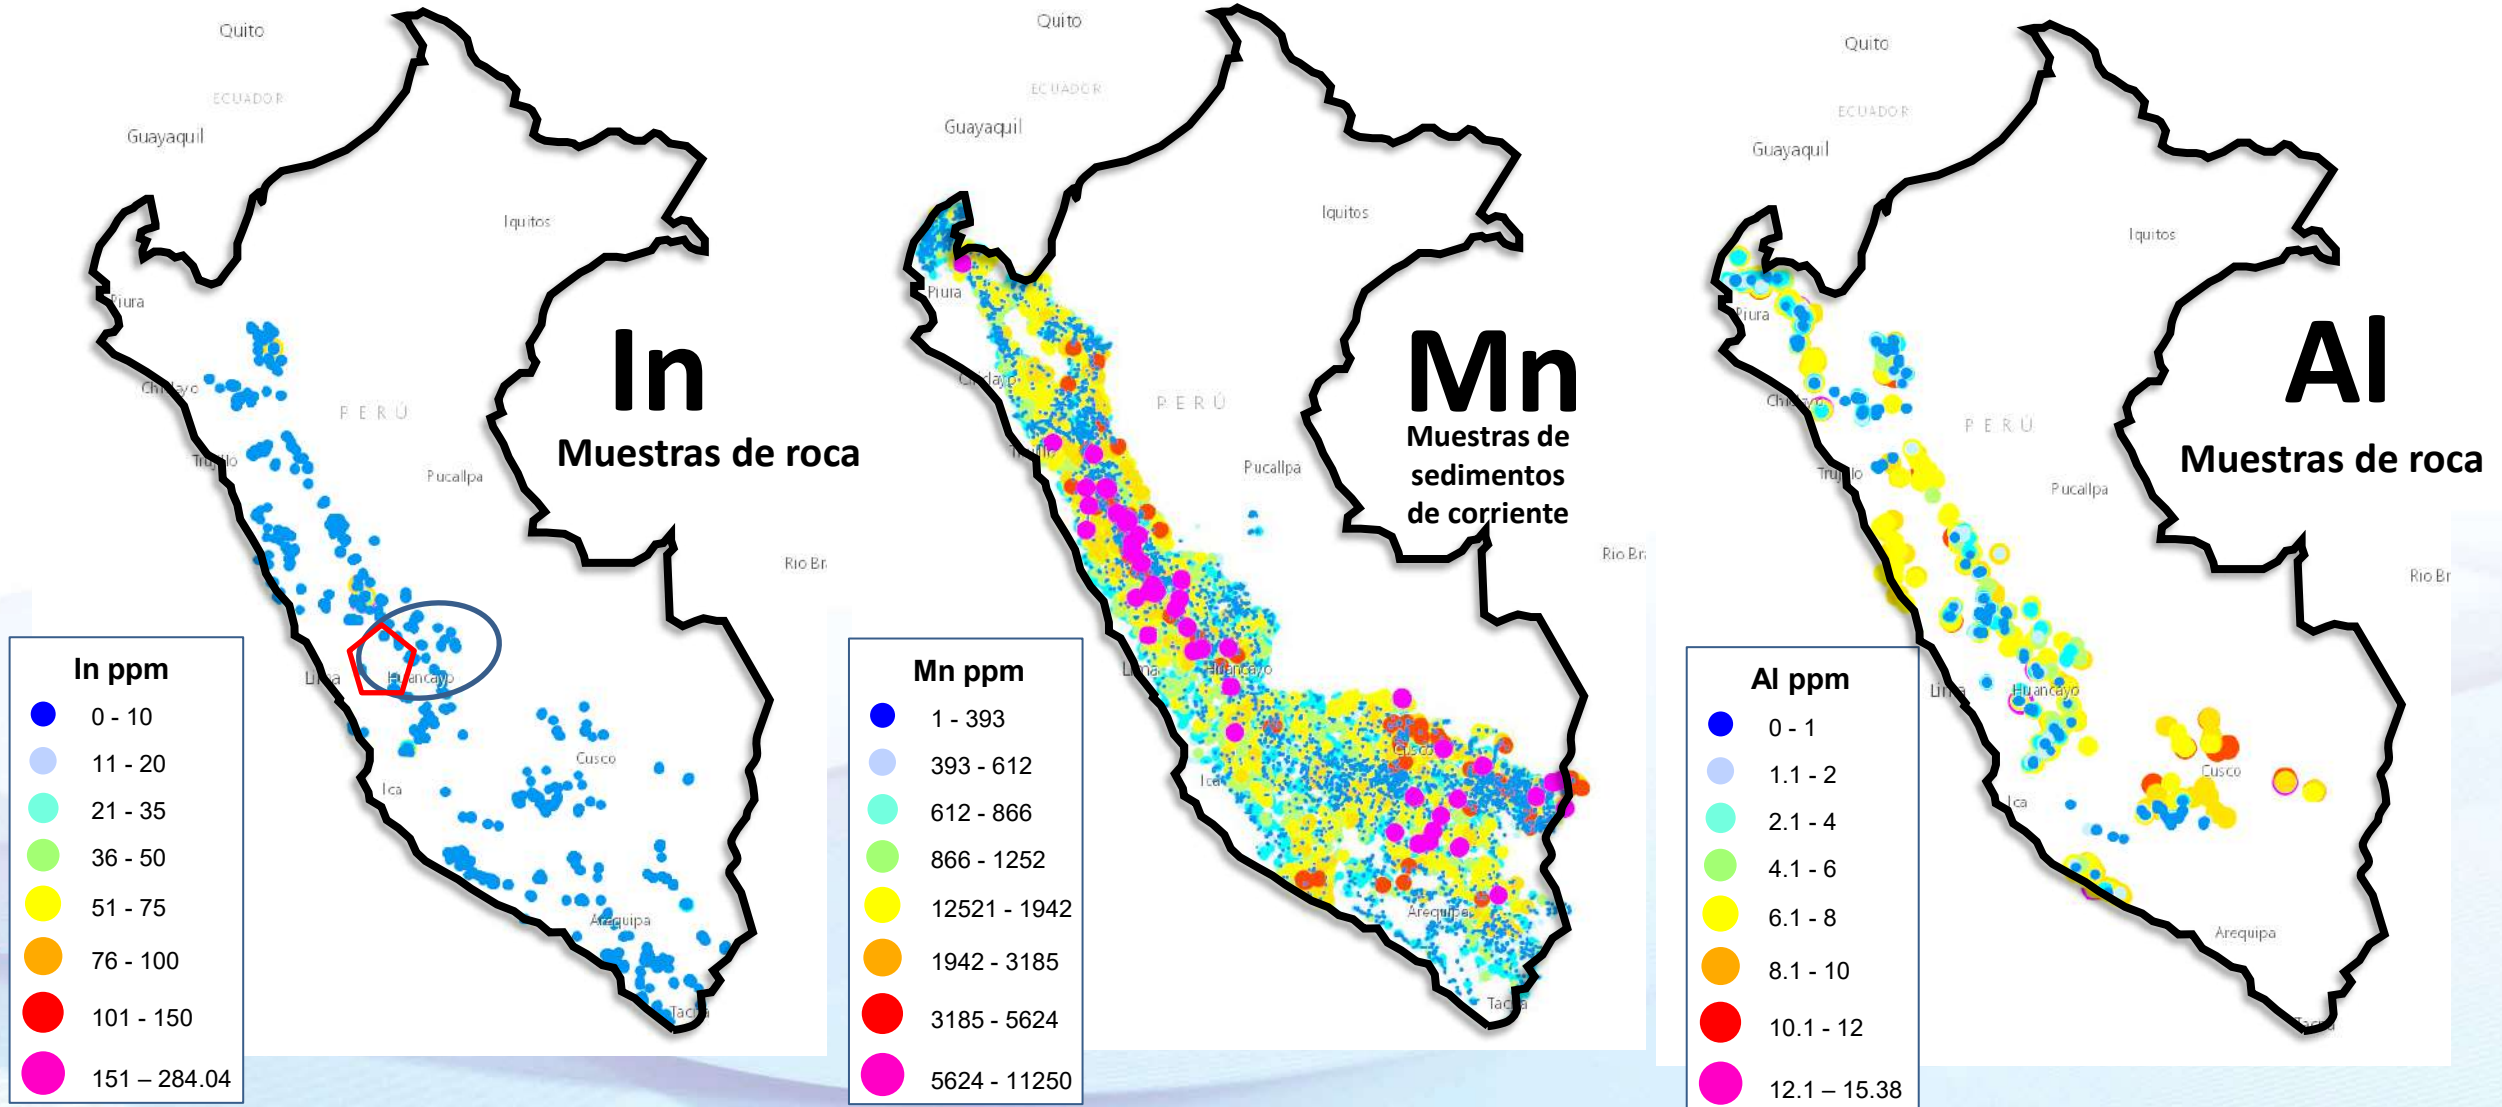 Quito
ECUADOR
Guayaquil
Iquitos
Piura
Chiclayo
PERÚ
Trujillo
Pucallpa
Rio Br
Lima
Huancayo
Cusco
Ica
Arequipa
Tacna
In
Muestras de roca
In ppm
0 - 10
11 - 20
21 - 35
36 - 50
51 - 75
76 - 100
101 - 150
151 – 284.04
Quito
ECUADOR
Guayaquil
Iquitos
Piura
Chiclayo
PERÚ
Trujillo
Pucallpa
Rio Br
Lima
Huancayo
Cusco
Ica
Arequipa
Tacna
Mn
Muestras de
sedimentos
de corriente
Mn ppm
1 - 393
393 - 612
612 - 866
866 - 1252
12521 - 1942
1942 - 3185
3185 - 5624
5624 - 11250
Quito
ECUADOR
Guayaquil
Iquitos
Piura
Chiclayo
PERÚ
Trujillo
Pucallpa
Rio Br
Lima
Huancayo
Cusco
Ica
Arequipa
Tacna
Al
Muestras de roca
Al ppm
0 - 1
1.1 - 2
2.1 - 4
4.1 - 6
6.1 - 8
8.1 - 10
10.1 - 12
12.1 – 15.38